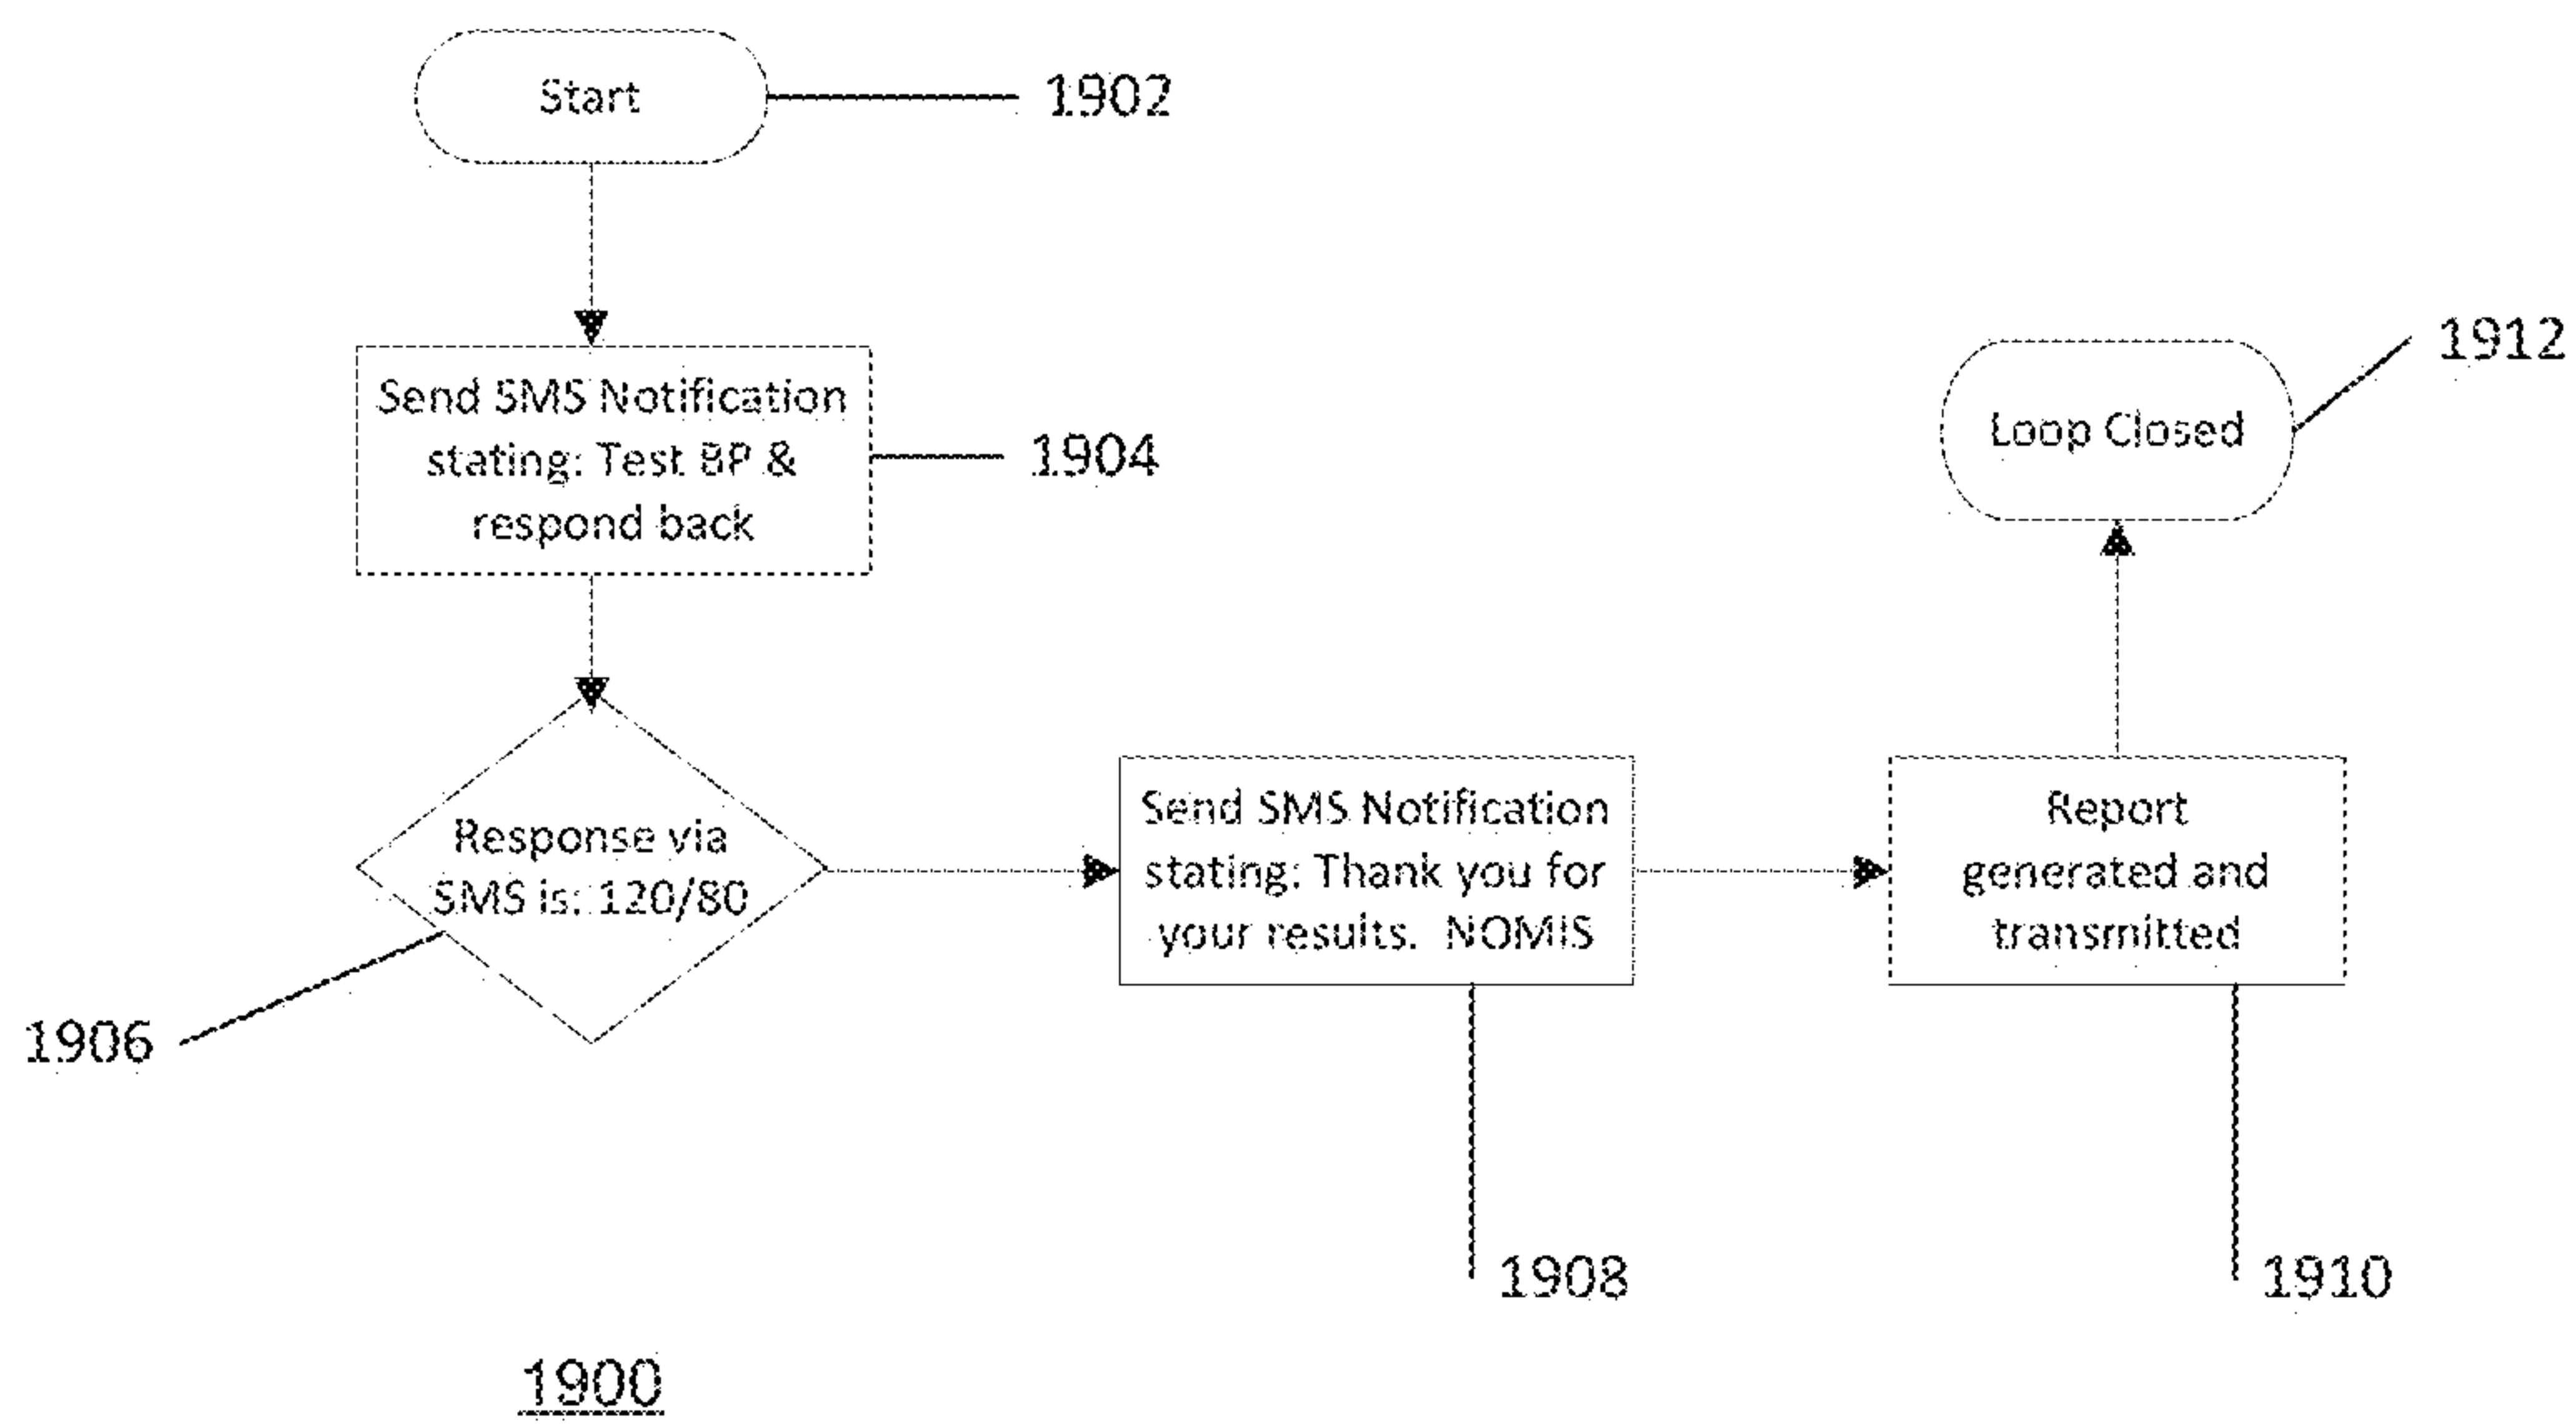 Start
1902
Send SMS Notification
stating: Test BP &
respond back
1904
Response via
SMS is: 120/80
1906
Send SMS Notification
stating: Thank you for
your results.  NOMIS
1908
Report
generated and
transmitted
1910
Loop Closed
1912
1900